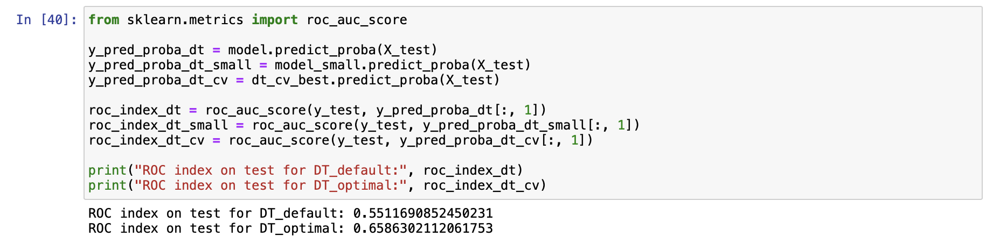 In [40]: from sklearn.metrics import roc_auc_score
y_pred_proba_dt = model.predict_proba(X_test)
y_pred_proba_dt_small = model_small.predict_proba(X_test)
y_pred_proba_dt_cv = dt_cv_best.predict_proba(X_test)
roc_index_dt = roc_auc_score(y_test, y_pred_proba_dt[:, 1])
roc_index_dt_small = roc_auc_score(y_test, y_pred_proba_dt_small[:, 1])
roc_index_dt_cv = roc_auc_score(y_test, y_pred_proba_dt_cv[:, 1])
print("ROC index on test for DT_default:", roc_index_dt)
print("ROC index on test for DT_optimal:", roc_index_dt_cv)
ROC index on test for DT_default: 0.5511690852450231
ROC index on test for DT_optimal: 0.6586302112061753